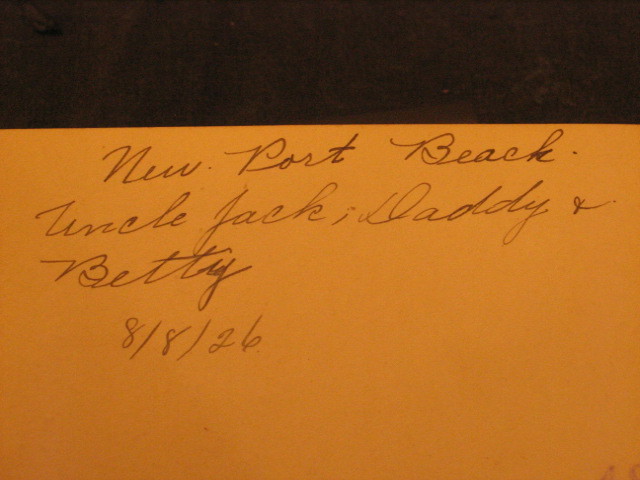 New Port Beach.
Uncle Jack, Daddy &
Betty
8/8/26